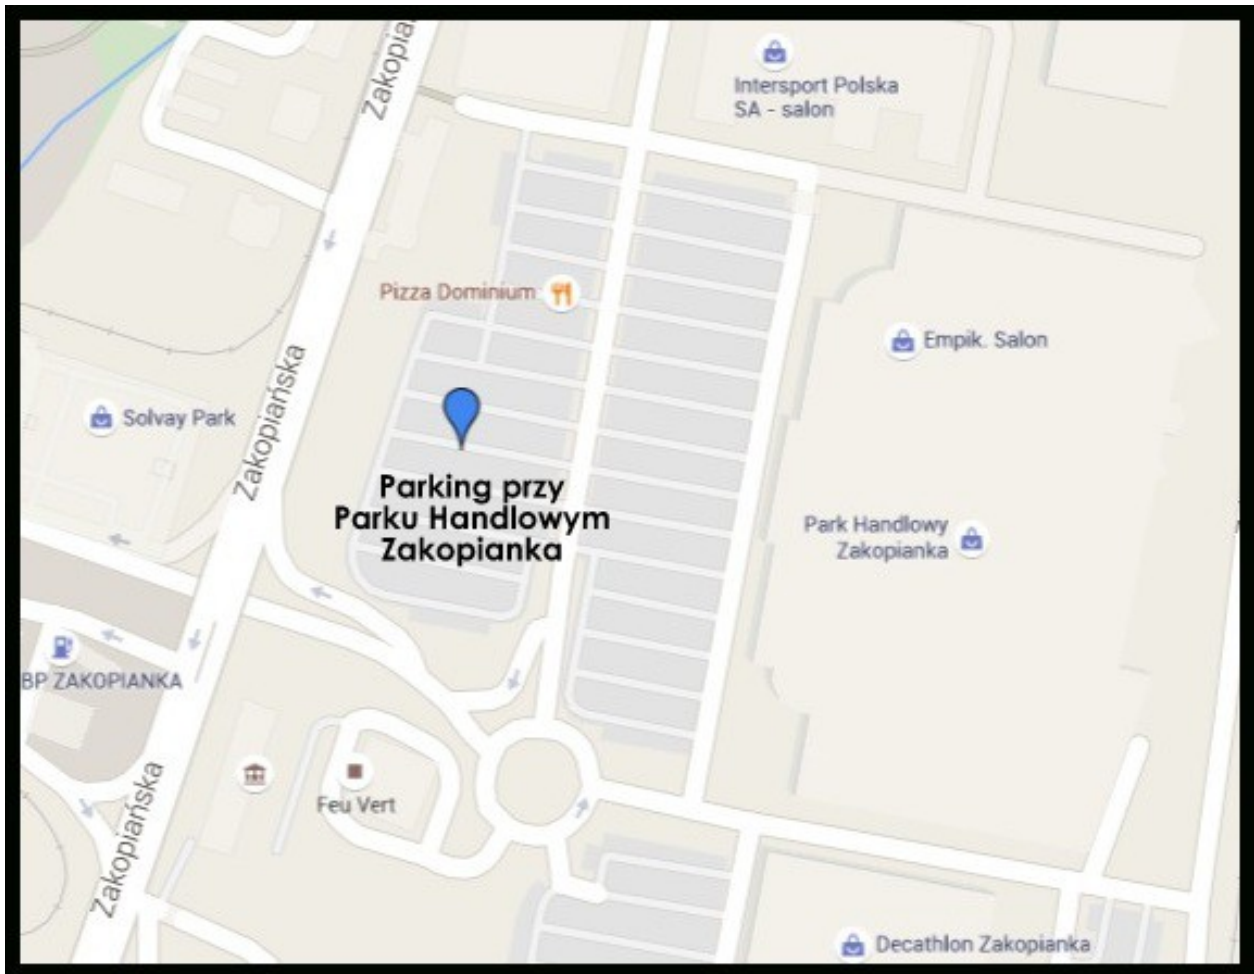 Zakopia
Intersport Polska
SA - salon
Pizza Dominium
Empik. Salon
Zakopiańska
Solvay Park
Parking przy
Parku Handlowym
Zakopianka
Park Handlowy
Zakopianka
BP ZAKOPIANKA
Feu Vert
Zakopiańska
Decathlon Zakopianka